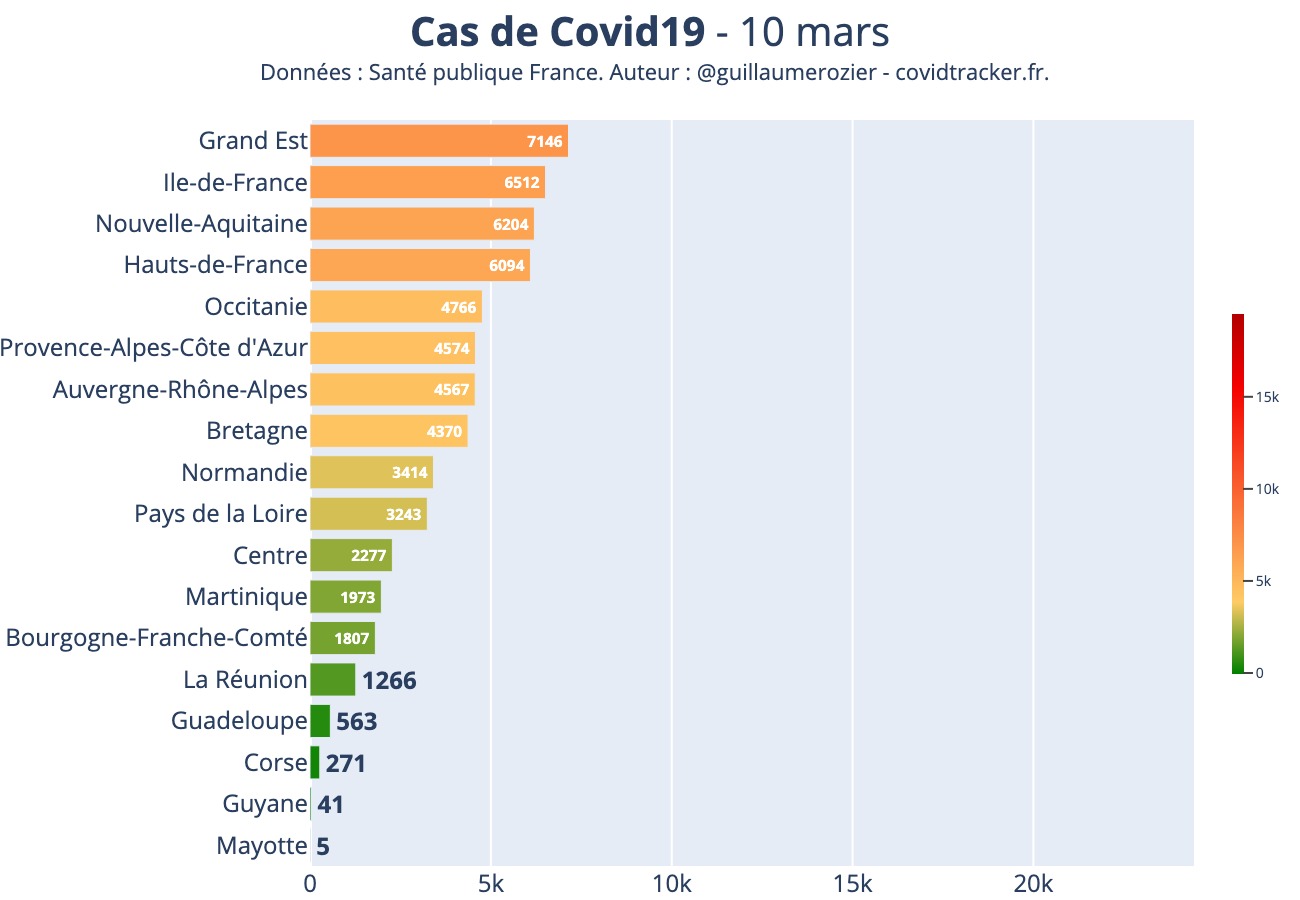 Cas de Covid19 - 10 mars
Données : Santé publique France. Auteur : @guillaumerozier - covidtracker.fr.
Grand Est 7146
Ile-de-France 6512
Nouvelle-Aquitaine 6204
Hauts-de-France 6094
Occitanie 4766
Provence-Alpes-Côte d'Azur 4574
Auvergne-Rhône-Alpes 4567
Bretagne 4370
Normandie 3414
Pays de la Loire 3243
Centre 2277
Martinique 1973
Bourgogne-Franche-Comté 1807
La Réunion 1266
Guadeloupe 563
Corse 271
Guyane 41
Mayotte 5
0 5k 10k 15k 20k
15k
10k
5k
0